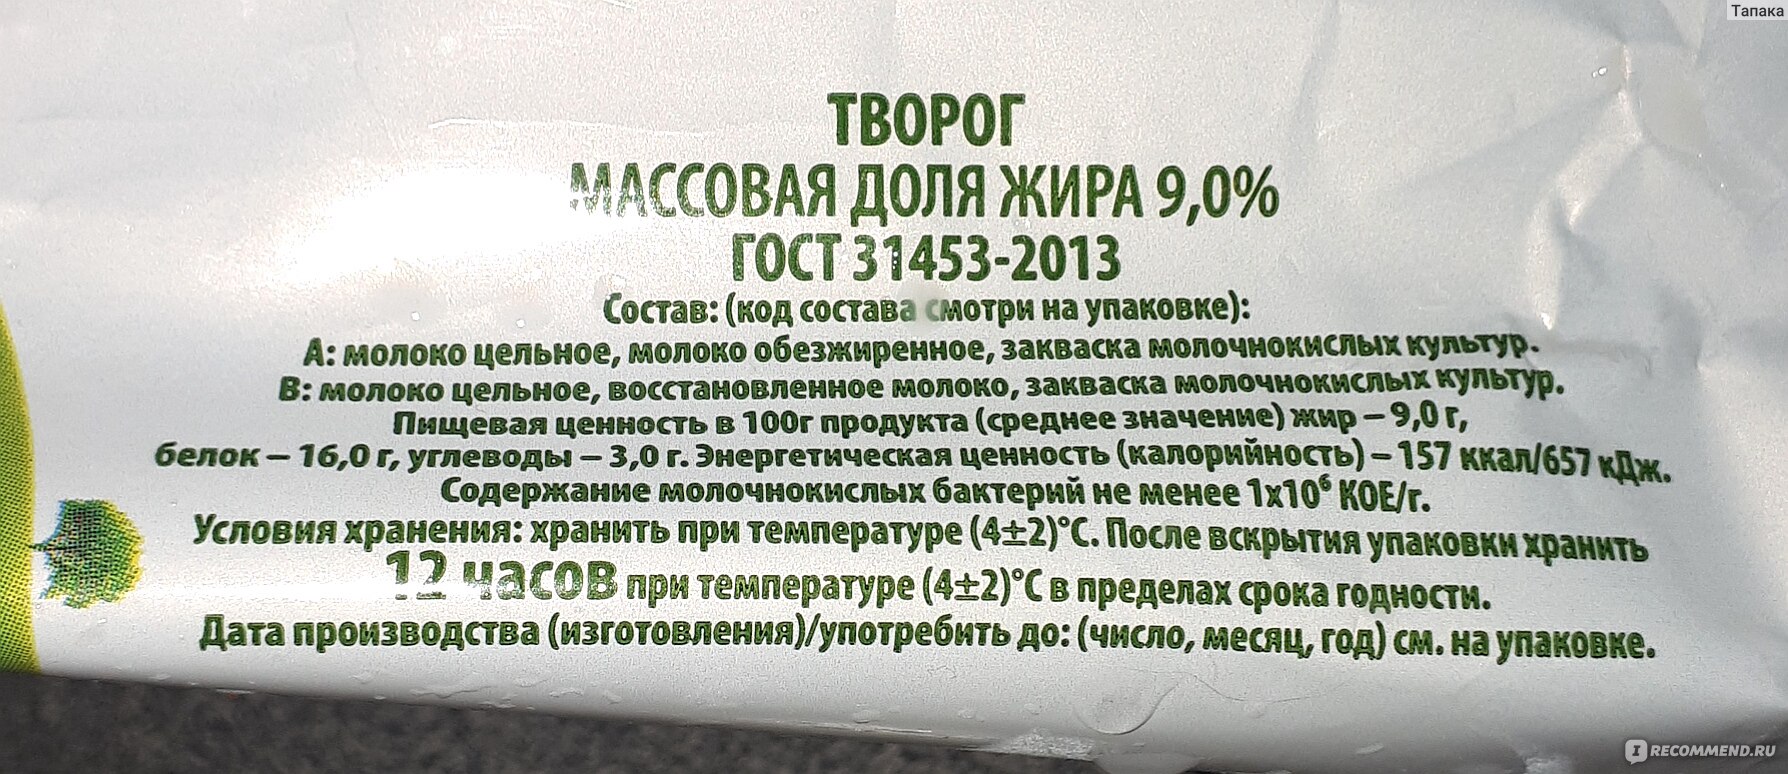 Тапака
ТВОРОГ
МАССОВАЯ ДОЛЯ ЖИРА 9,0%
ГОСТ 31453-2013
Состав: (код состава смотри на упаковке):
А: молоко цельное, молоко обезжиренное, закваска молочнокислых культур.
В: молоко цельное, восстановленное молоко, закваска молочнокислых культур.
Пищевая ценность в 100г продукта (среднее значение) жир – 9,0 г,
белок – 16,0 г, углеводы – 3,0 г. Энергетическая ценность (калорийность) – 157 ккал/657 кДж.
Содержание молочнокислых бактерий не менее 1х10⁶ КОЕ/г.
Условия хранения: хранить при температуре (4±2)°С. После вскрытия упаковки хранить
12 часов при температуре (4±2)°С в пределах срока годности.
Дата производства (изготовления)/употребить до: (число, месяц, год) см. на упаковке.
IRECOMMEND.RU